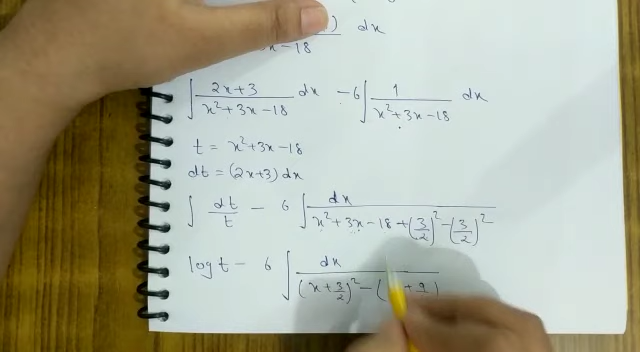 ) dx
x-18
∫ 2x+3 / x²+3x-18 dx - 6∫ 1 / x²+3x-18 dx
t = x²+3x-18
dt = (2x+3) dx
∫ dt/t - 6 ∫ dx / x²+3x-18+(3/2)²-(3/2)²
log t - 6 ∫ dx / (x+3/2)² - ( + 9 )